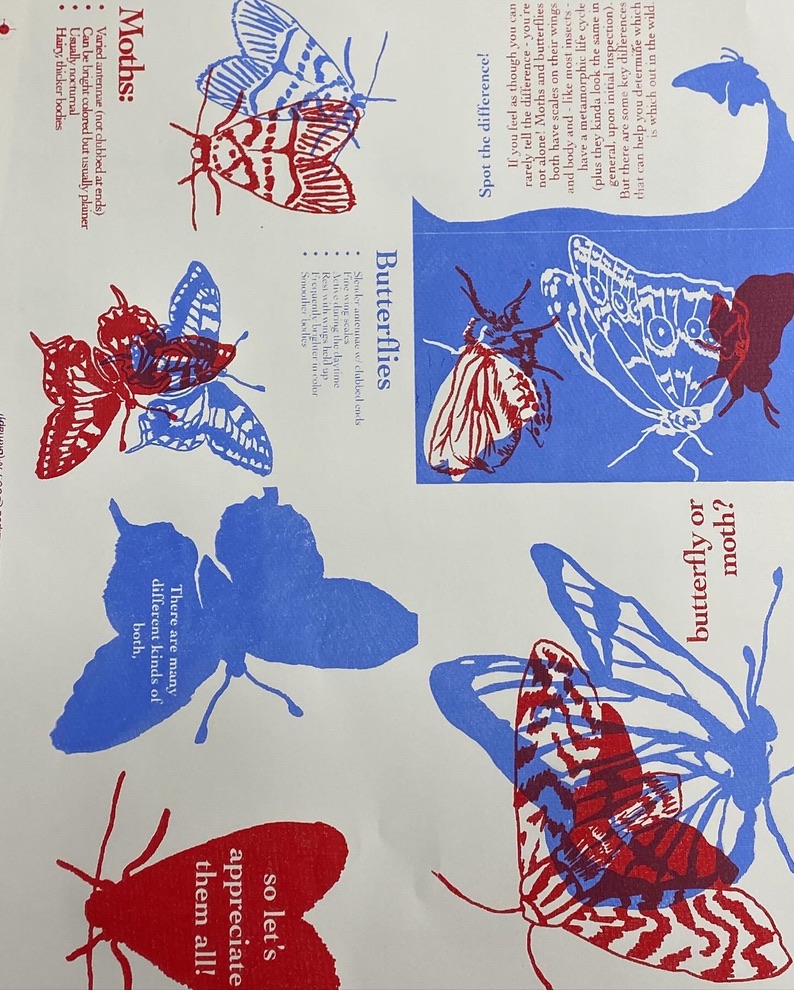 butterfly or
moth?
Spot the difference!
If you feel as though you can
rarely tell the difference - you're
not alone! Moths and butterflies
both have scales on their wings
and body and - like most insects -
have a metamorphic life cycle
(plus they kinda look the same in
general, upon initial inspection).
But there are some key differences
that can help you determine which
is which out in the wild.
Butterflies
• Slender antennae w/ clubbed ends
• Fine wing scales
• Active during the daytime
• Rest with wings held up
• Frequently brighter in color
• Smoother bodies
Moths:
• Varied antennae (not clubbed at ends)
• Can be bright colored but usually plainer
• Usually nocturnal
• Hairy, thicker bodies
There are many
different kinds of
both,
so let's
appreciate
them all!